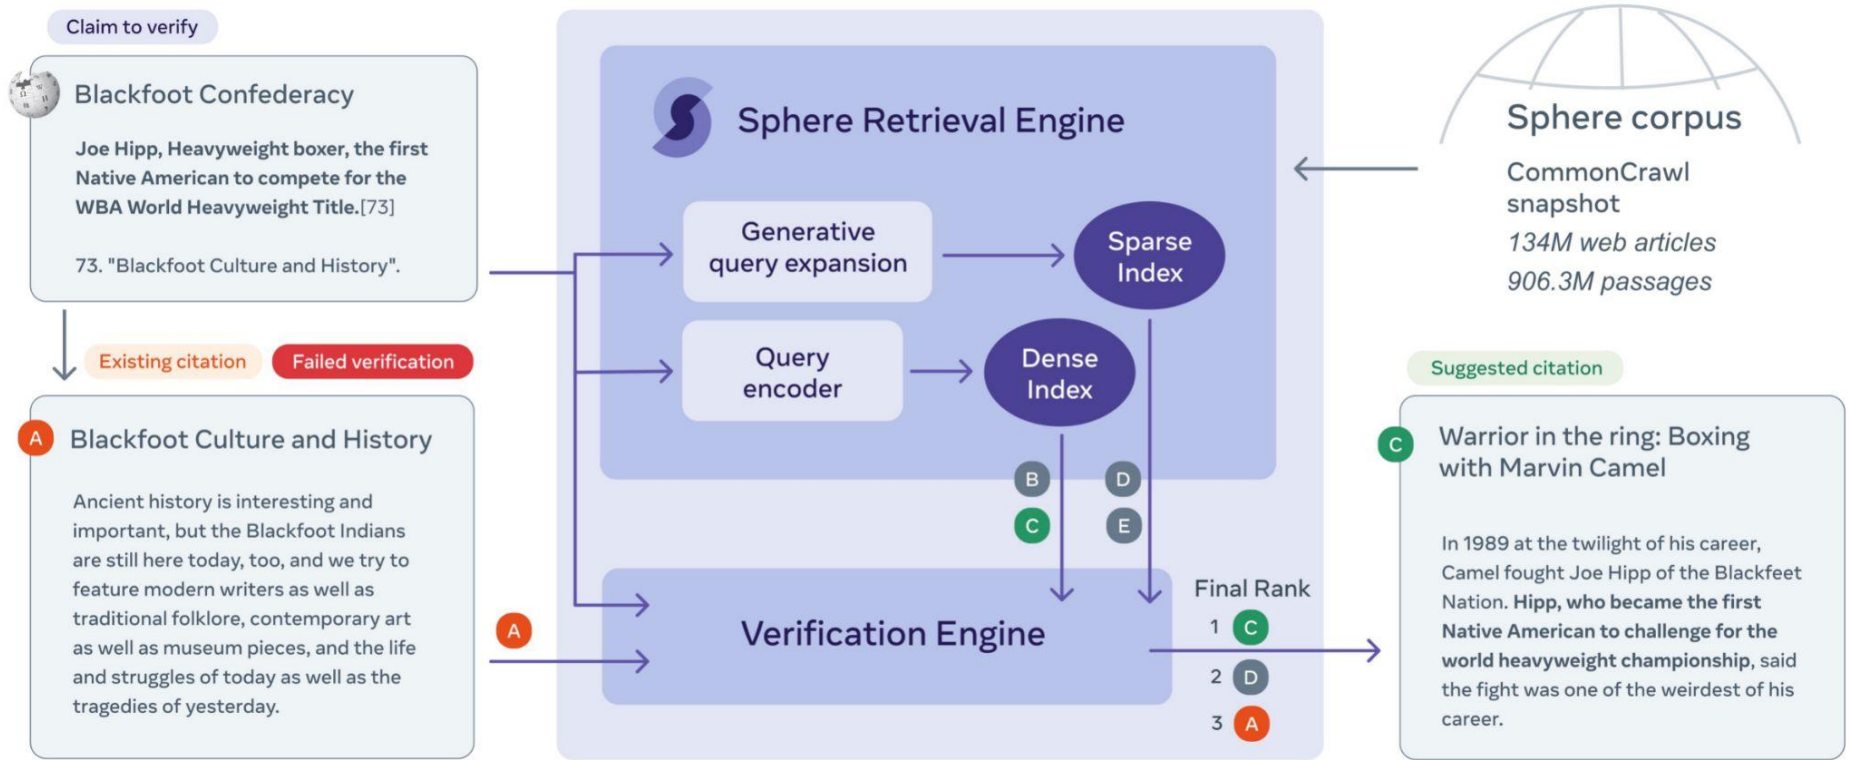 Claim to verify
Blackfoot Confederacy
Joe Hipp, Heavyweight boxer, the first
Native American to compete for the
WBA World Heavyweight Title.[73]
73. "Blackfoot Culture and History".
Existing citation
Failed verification
A
Blackfoot Culture and History
Ancient history is interesting and
important, but the Blackfoot Indians
are still here today, too, and we try to
feature modern writers as well as
traditional folklore, contemporary art
as well as museum pieces, and the life
and struggles of today as well as the
tragedies of yesterday.
Sphere Retrieval Engine
Generative
query expansion
Sparse
Index
Query
encoder
Dense
Index
B
D
C
E
A
Verification Engine
Final Rank
1 C
2 D
3 A
Sphere corpus
CommonCrawl
snapshot
134M web articles
906.3M passages
Suggested citation
C
Warrior in the ring: Boxing
with Marvin Camel
In 1989 at the twilight of his career,
Camel fought Joe Hipp of the Blackfeet
Nation. Hipp, who became the first
Native American to challenge for the
world heavyweight championship, said
the fight was one of the weirdest of his
career.